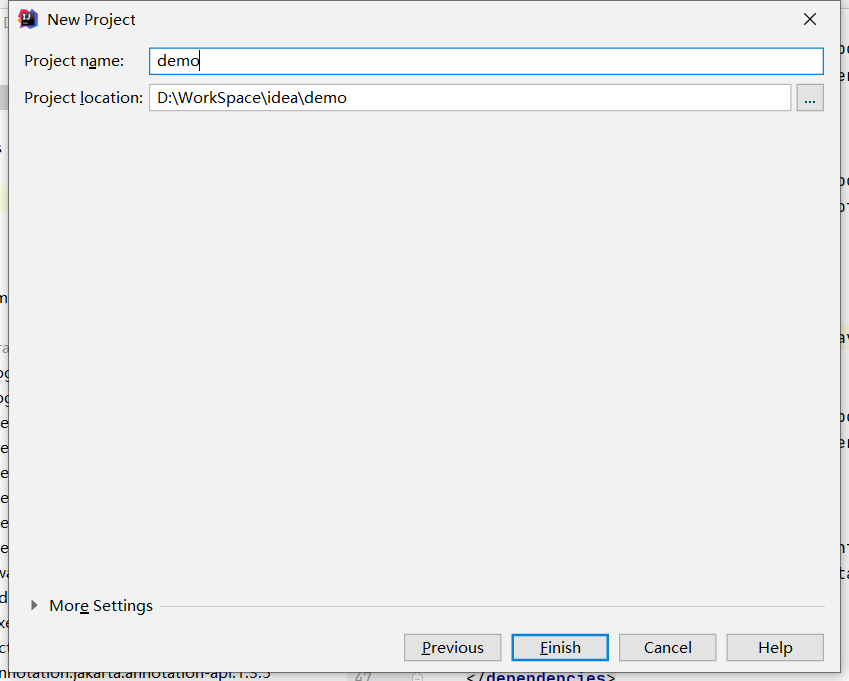 New Project
Project name: demo
Project location: D:\WorkSpace\idea\demo ...
More Settings
Previous Finish Cancel Help
annotation:jakarta.annotation-api:1.3.5
47 </dependencies>